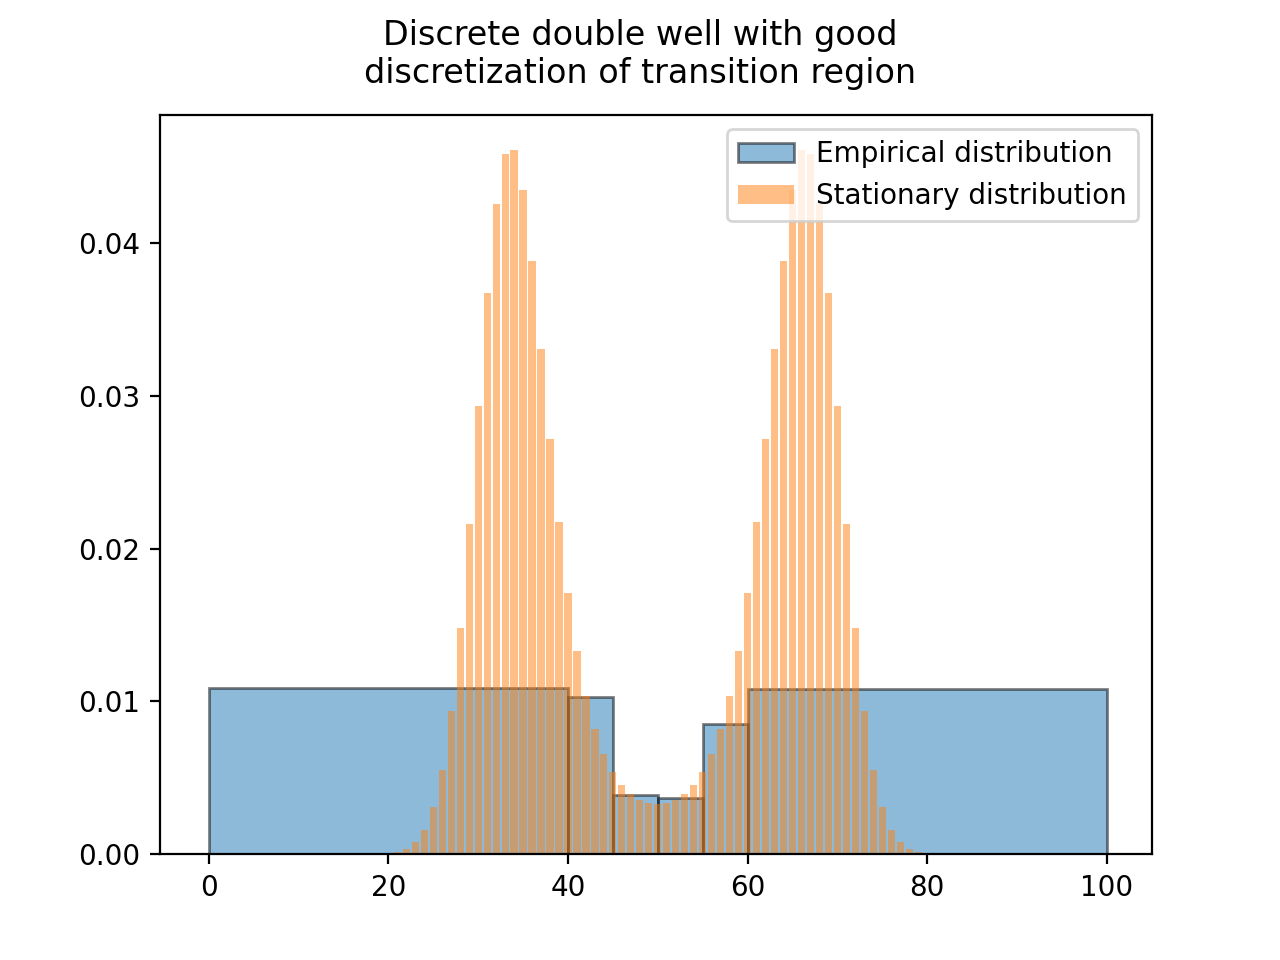 Discrete double well with good
discretization of transition region
Empirical distribution
Stationary distribution
0.04
0.03
0.02
0.01
0.00
0 20 40 60 80 100